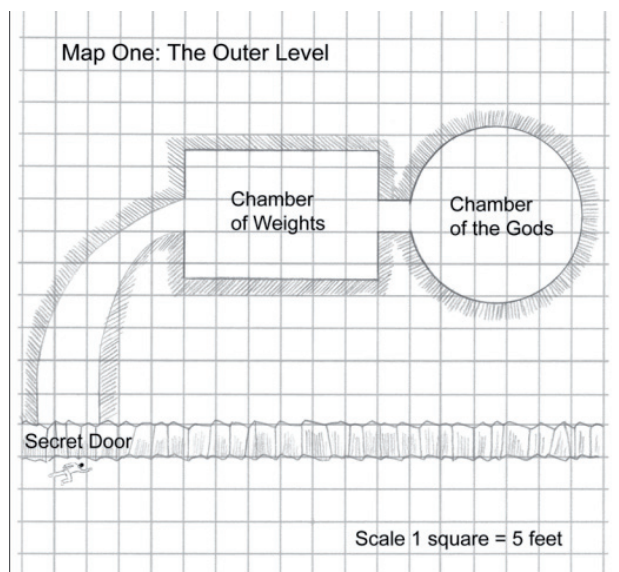 Map One: The Outer Level
Chamber
of Weights
Chamber
of the Gods
Secret Door
Scale 1 square = 5 feet